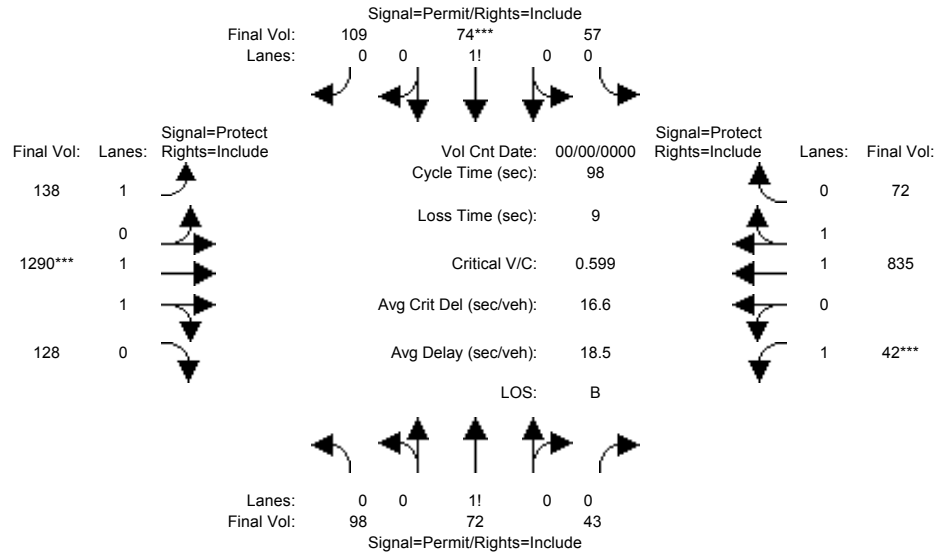 Signal=Permit/Rights=Include
Final Vol: 109 74*** 57
Lanes: 0 0 1! 0 0
Signal=Protect Signal=Protect
Final Vol: Lanes: Rights=Include Vol Cnt Date: 00/00/0000 Rights=Include Lanes: Final Vol:
Cycle Time (sec): 98
138 1 0 72
Loss Time (sec): 9
0 1
1290*** 1 Critical V/C: 0.599 1 835
1 Avg Crit Del (sec/veh): 16.6 0
128 0 Avg Delay (sec/veh): 18.5 1 42***
LOS: B
Lanes: 0 0 1! 0 0
Final Vol: 98 72 43
Signal=Permit/Rights=Include